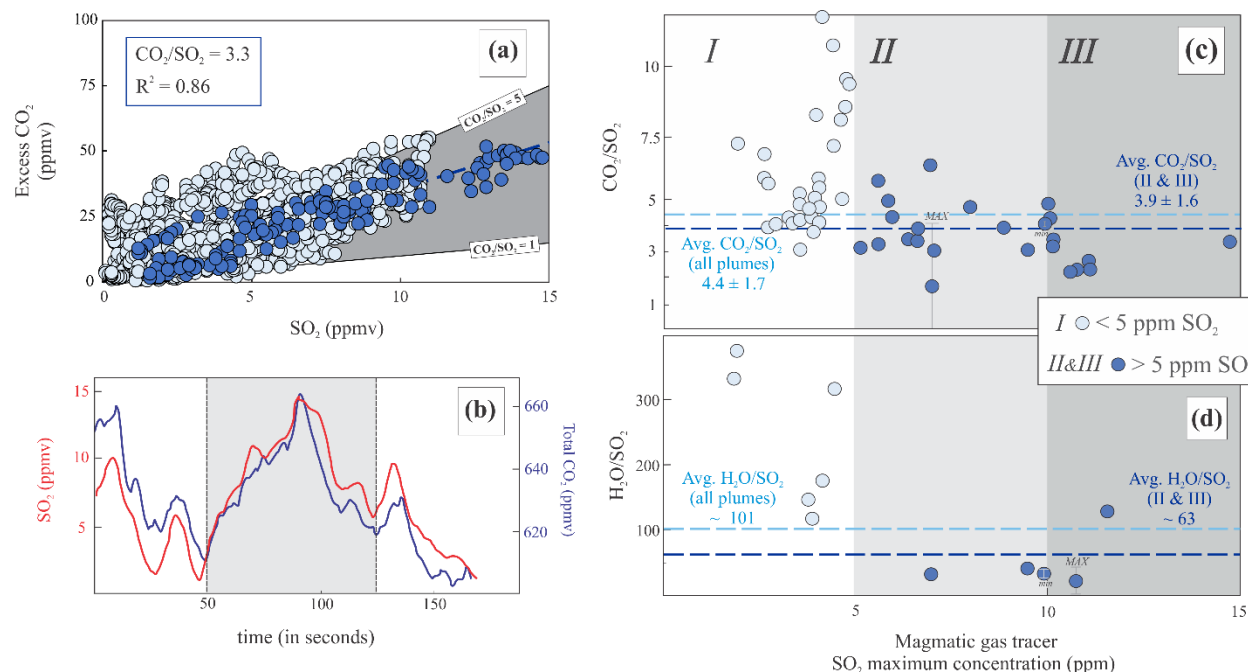 (a)
CO₂/SO₂ = 3.3
R² = 0.86
Excess CO₂
(ppmv)
100
75
50
25
0
CO₂/SO₂ = 5
CO₂/SO₂ = 1
0
5
10
15
SO₂ (ppmv)
(b)
SO₂ (ppmv)
15
10
5
Total CO₂ (ppmv)
660
640
620
50
100
150
time (in seconds)
(c)
I
II
III
CO₂/SO₂
10
7.5
5
3
1
MAX
min
Avg. CO₂/SO₂
(II & III)
3.9 ± 1.6
Avg. CO₂/SO₂
(all plumes)
4.4 ± 1.7
I < 5 ppm SO₂
II&III > 5 ppm SO
(d)
H₂O/SO₂
300
200
100
Avg. H₂O/SO₂
(all plumes)
~ 101
Avg. H₂O/SO₂
(II & III)
~ 63
MAX
min
5
10
15
Magmatic gas tracer
SO₂ maximum concentration (ppm)